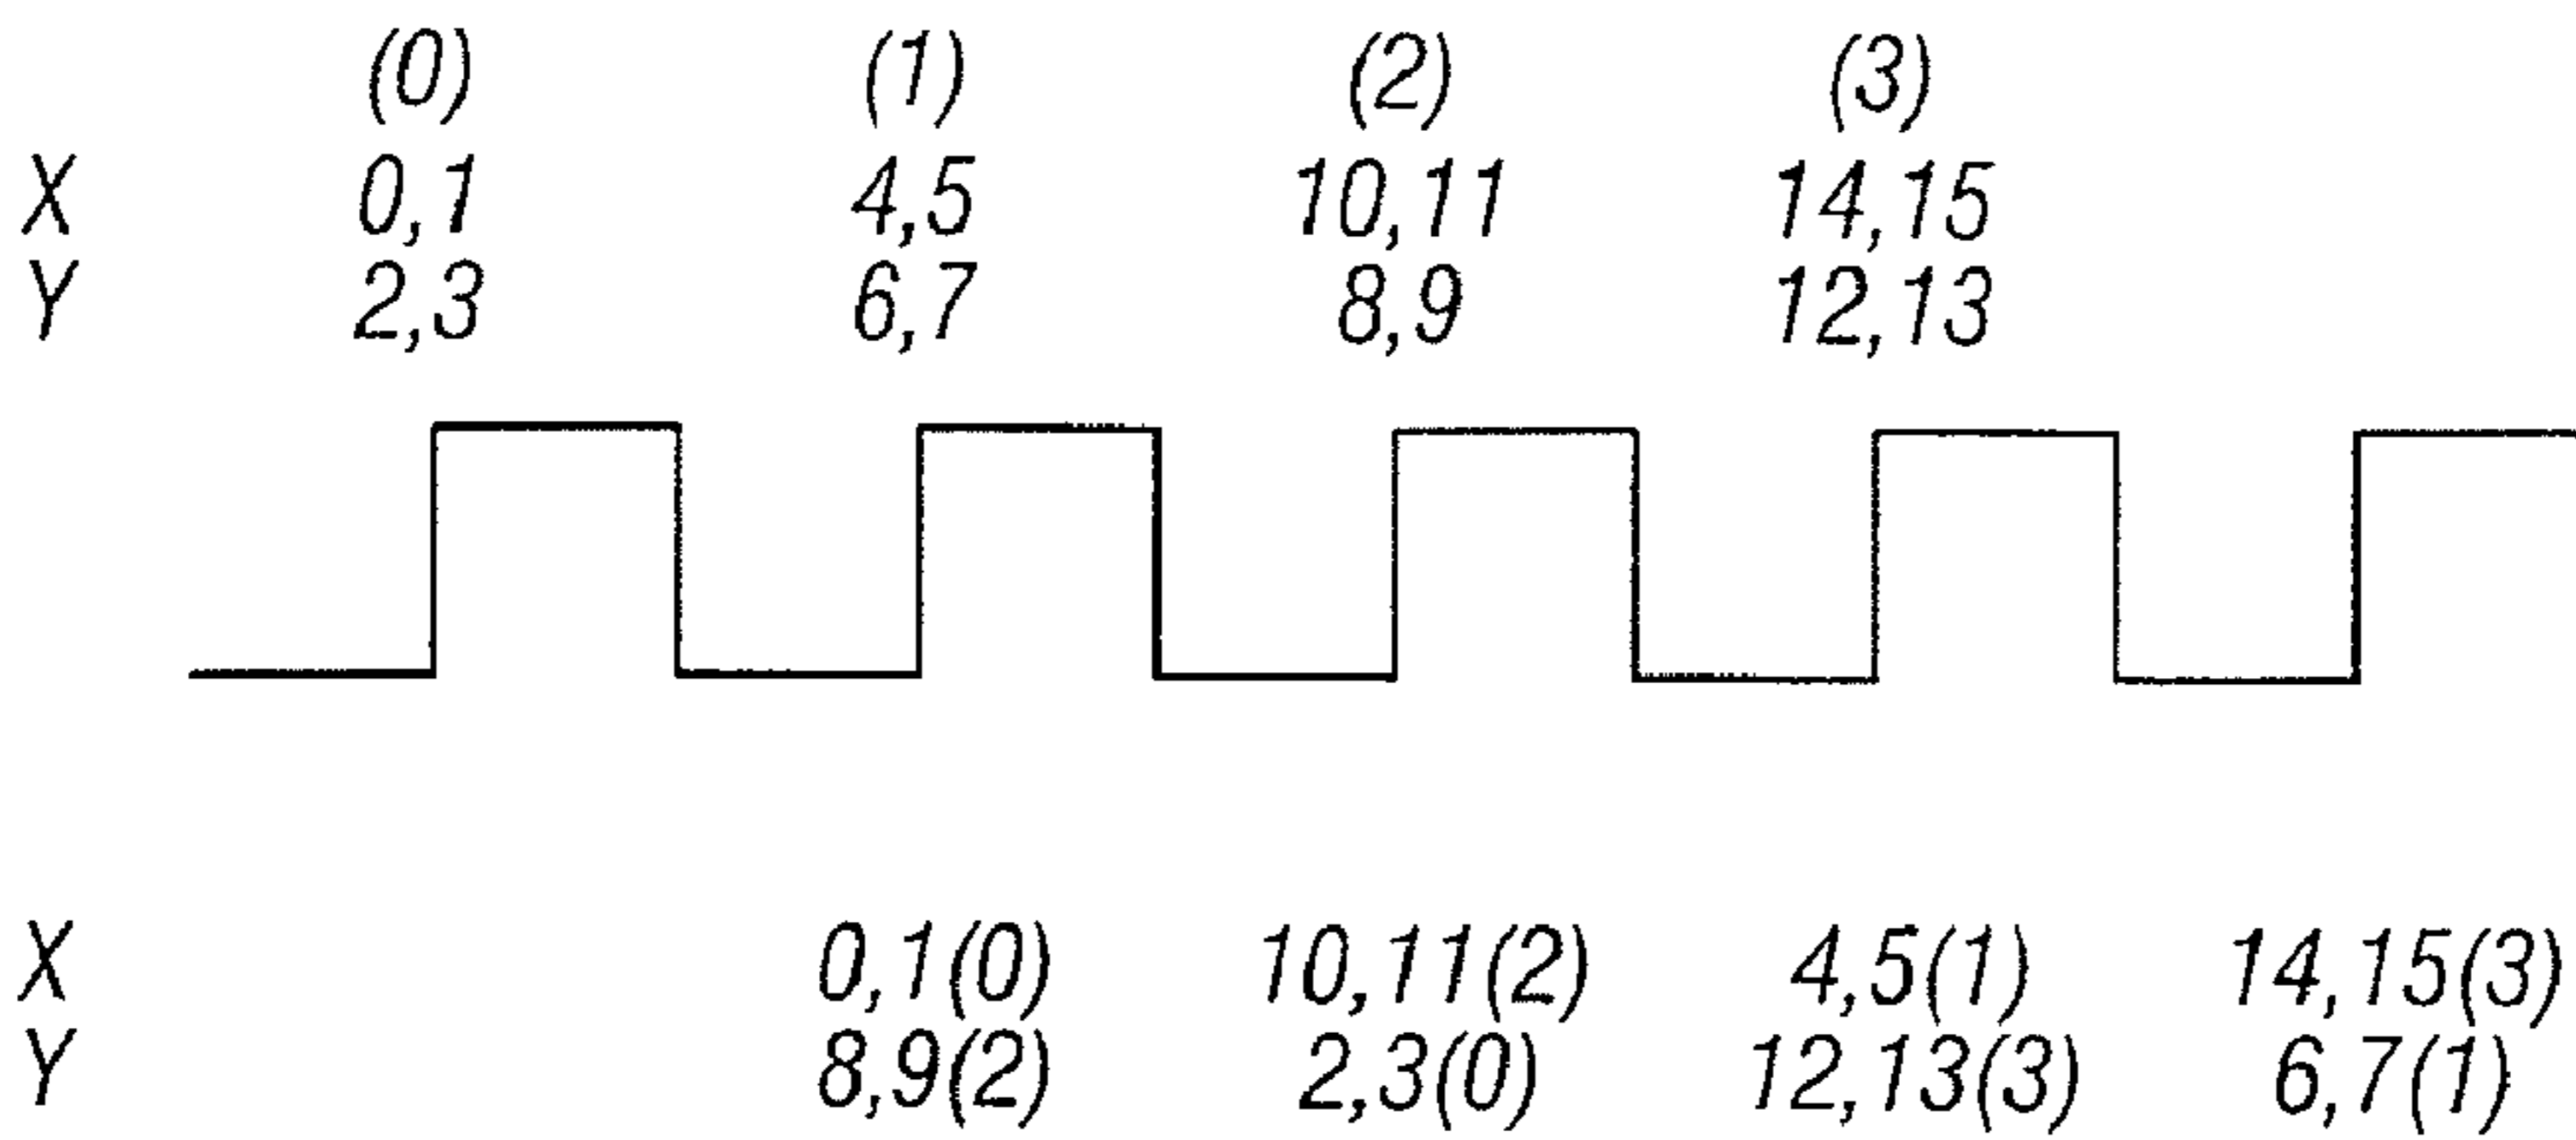 (0) (1) (2) (3)
X 0,1 4,5 10,11 14,15
Y 2,3 6,7 8,9 12,13
X 0,1(0) 10,11(2) 4,5(1) 14,15(3)
Y 8,9(2) 2,3(0) 12,13(3) 6,7(1)